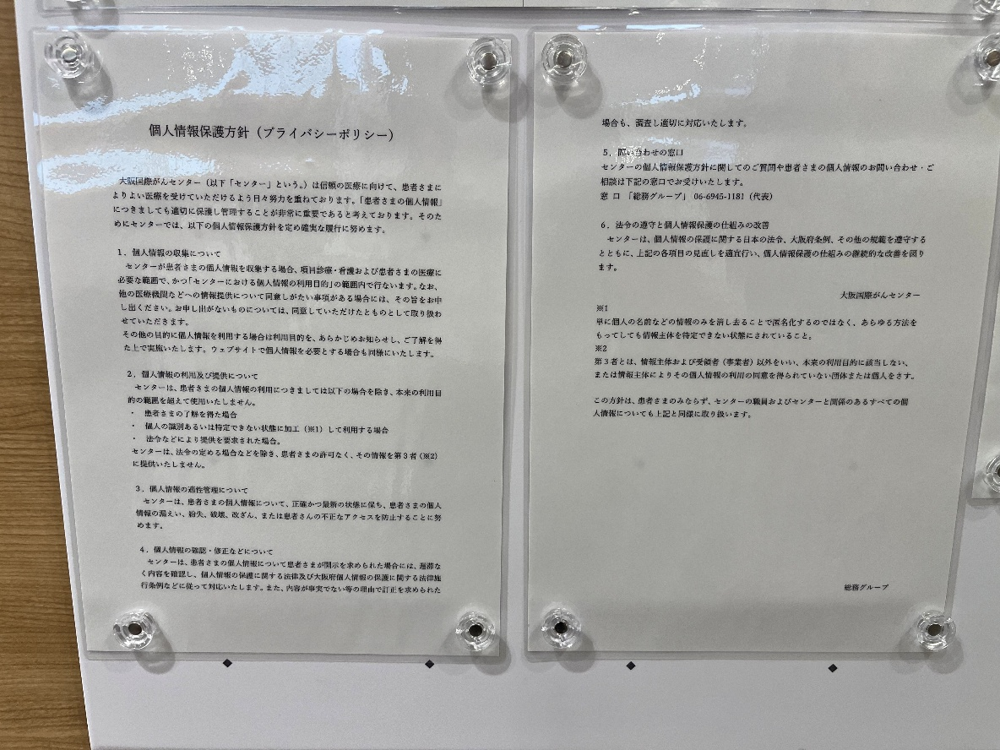 個人情報保護方針（プライバシーポリシー）
大阪国際がんセンター（以下「センター」という。）は信頼の医療に向けて、患者さまに
よりよい医療を受けていただけるよう日々努力を重ねております。「患者さまの個人情報」
につきましても適切に保護し管理することが非常に重要であると考えております。そのた
めにセンターでは、以下の個人情報保護方針を定め確実な履行に努めます。
1．個人情報の収集について
センターが患者さまの個人情報を収集する場合、項目診療・看護および患者さまの医療に
必要な範囲で、かつ「センターにおける個人情報の利用目的」の範囲内で行ないます。なお、
他の医療機関などへの情報提供について同意しがたい事項がある場合には、その旨をお申
し出ください。お申し出がないものについては、同意していただけたとものとして取り扱わ
せていただきます。
その他の目的に個人情報を利用する場合は利用目的を、あらかじめお知らせし、ご了解を得
た上で実施いたします。ウェブサイトで個人情報を必要とする場合も同様にいたします。
2．個人情報の利用及び提供について
センターは、患者さまの個人情報の利用につきましては以下の場合を除き、本来の利用目
的の範囲を超えて使用いたしません。
・ 患者さまの了解を得た場合
・ 個人の識別あるいは特定できない状態に加工（※1）して利用する場合
・ 法令などにより提供を要求された場合。
センターは、法令の定める場合などを除き、患者さまの許可なく、その情報を第３者（※2）
に提供いたしません。
3．個人情報の適性管理について
センターは、患者さまの個人情報について、正確かつ最新の状態に保ち、患者さまの個人
情報の漏えい、紛失、破壊、改ざん、または患者さんの不正なアクセスを防止することに努
めます。
4．個人情報の確認・修正などについて
センターは、患者さまの個人情報について患者さまが開示を求められた場合には、遅滞な
く内容を確認し、個人情報の保護に関する法律及び大阪府個人情報の保護に関する法律施
行条例などに従って対応いたします。また、内容が事実でない等の理由で訂正を求められた
場合も、調査し適切に対応いたします。
5．問い合わせの窓口
センターの個人情報保護方針に関してのご質問や患者さまの個人情報のお問い合わせ・ご
相談は下記の窓口でお受けいたします。
窓 口 「総務グループ」 06-6945-1181（代表）
6．法令の遵守と個人情報保護の仕組みの改善
センターは、個人情報の保護に関する日本の法令、大阪府条例、その他の規範を遵守する
とともに、上記の各項目の見直しを適宜行い、個人情報保護の仕組みの継続的な改善を図り
ます。
大阪国際がんセンター
※1
単に個人の名前などの情報のみを消し去ることで匿名化するのではなく、あらゆる方法を
もってしても情報主体を特定できない状態にされていること。
※2
第３者とは、情報主体および受領者（事業者）以外をいい、本来の利用目的に該当しない、
または情報主体によりその個人情報の利用の同意を得られていない団体または個人をさす。
この方針は、患者さまのみならず、センターの職員およびセンターと関係のあるすべての個
人情報についても上記と同様に取り扱います。
総務グループ